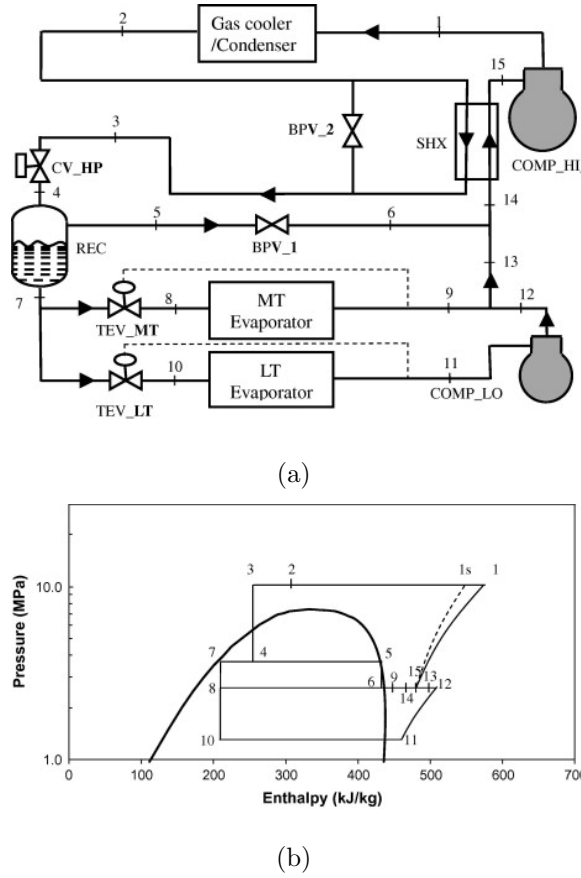 2
Gas cooler
/Condenser
1
15
3
BPV_2
SHX
COMP_HI
CV_HP
4
14
5
6
REC
BPV_1
13
7
8
MT
Evaporator
9
12
TEV_MT
10
LT
Evaporator
11
TEV_LT
COMP_LO
(a)
Pressure (MPa)
10.0
1.0
3
2
1s
1
7
4
5
8
6
9
14
15
13
12
10
11
0
100
200
300
400
500
600
700
Enthalpy (kJ/kg)
(b)